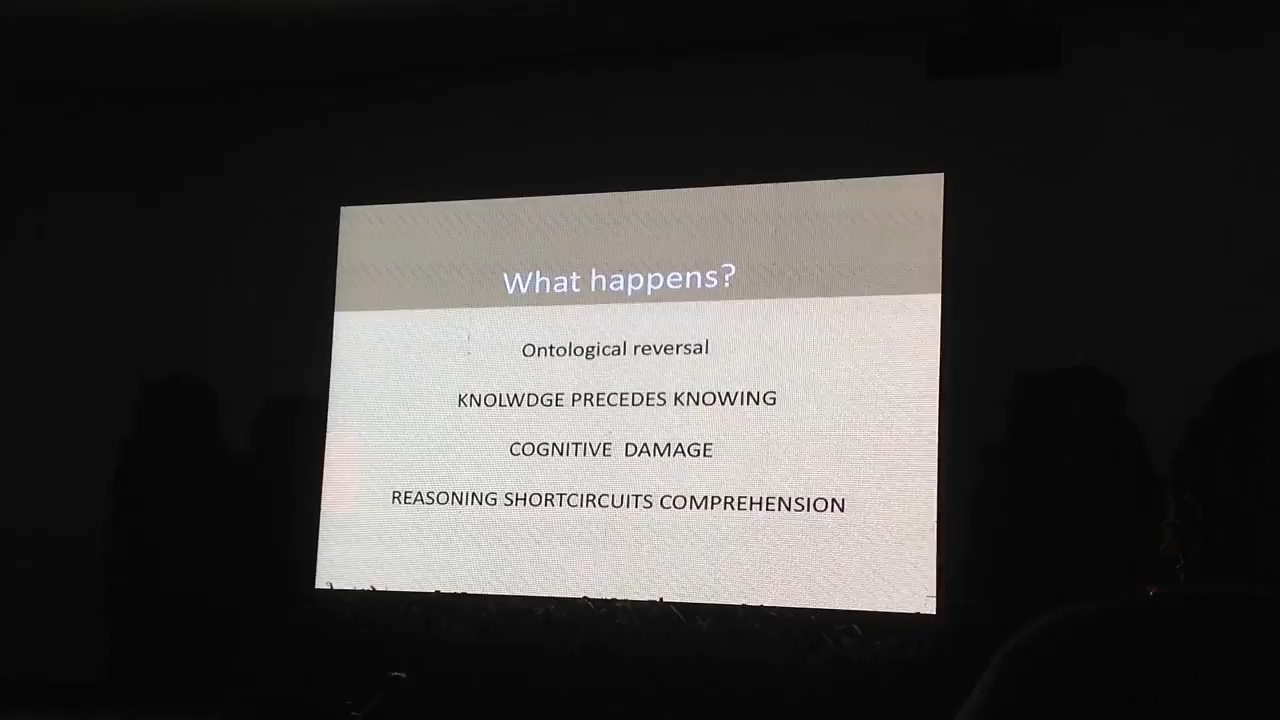 What happens?
Ontological reversal
KNOLWDGE PRECEDES KNOWING
COGNITIVE DAMAGE
REASONING SHORTCIRCUITS COMPREHENSION